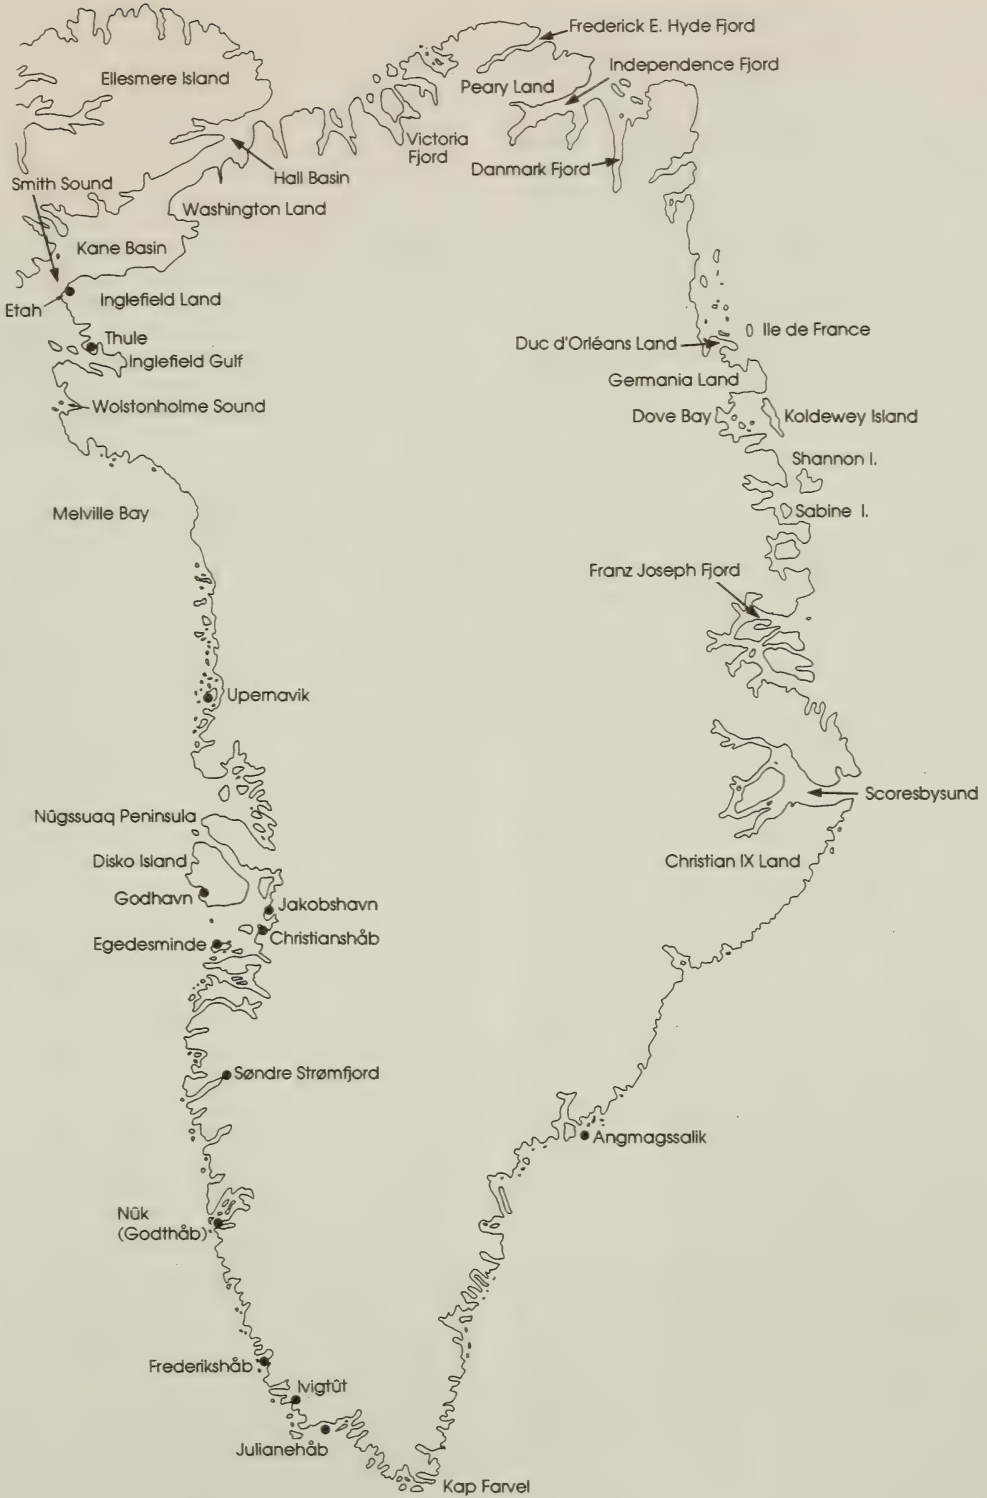 Frederick E. Hyde Fjord
Ellesmere Island
Independence Fjord
Peary Land
Victoria
Fjord
Danmark Fjord
Hall Basin
Smith Sound
Washington Land
Kane Basin
Etah
Inglefield Land
Thule
Inglefield Gulf
Ile de France
Duc d'Orléans Land
Germania Land
Wolstonholme Sound
Dove Bay
Koldewey Island
Shannon I.
Melville Bay
Sabine I.
Franz Joseph Fjord
Upernavik
Scoresbysund
Nûgssuaq Peninsula
Disko Island
Christian IX Land
Godhavn
Jakobshavn
Christianshåb
Egedesminde
Søndre Strømfjord
Angmagssalik
Nûk
(Godthåb)
Frederikshåb
Ivigtût
Julianehåb
Kap Farvel